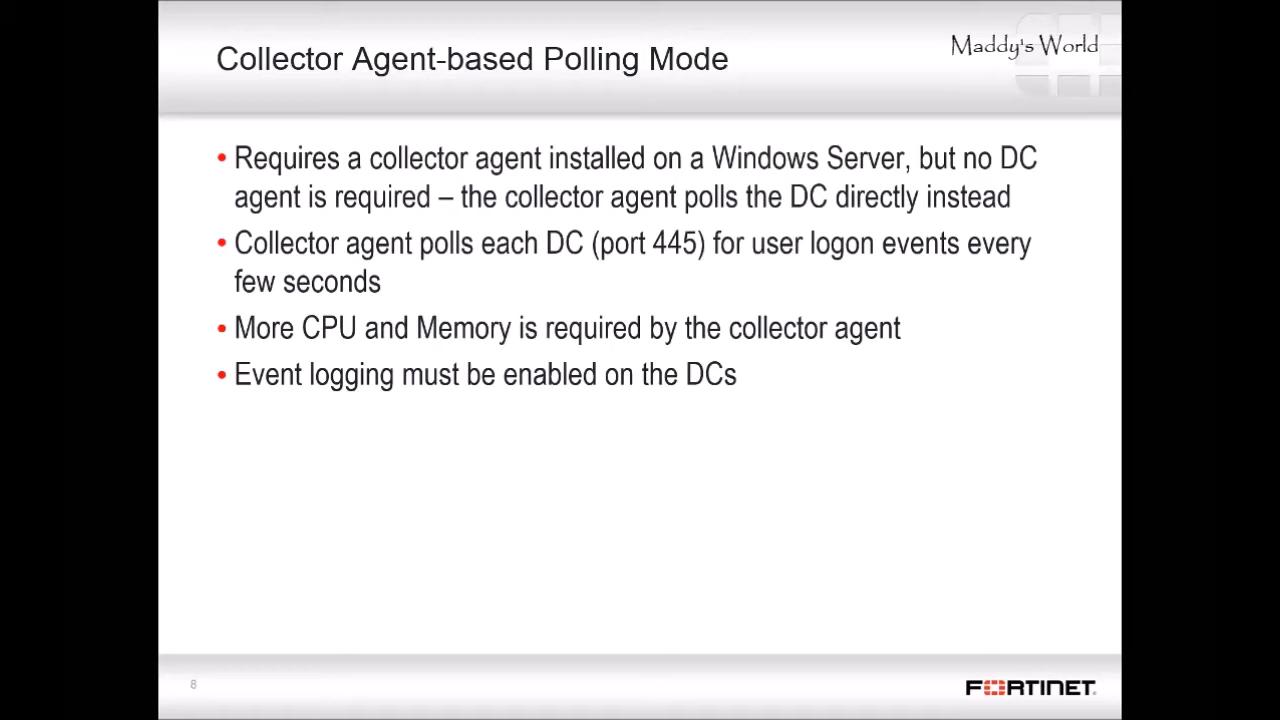 Collector Agent-based Polling Mode
Maddy's World
• Requires a collector agent installed on a Windows Server, but no DC
agent is required – the collector agent polls the DC directly instead
• Collector agent polls each DC (port 445) for user logon events every
few seconds
• More CPU and Memory is required by the collector agent
• Event logging must be enabled on the DCs
8
FORTINET